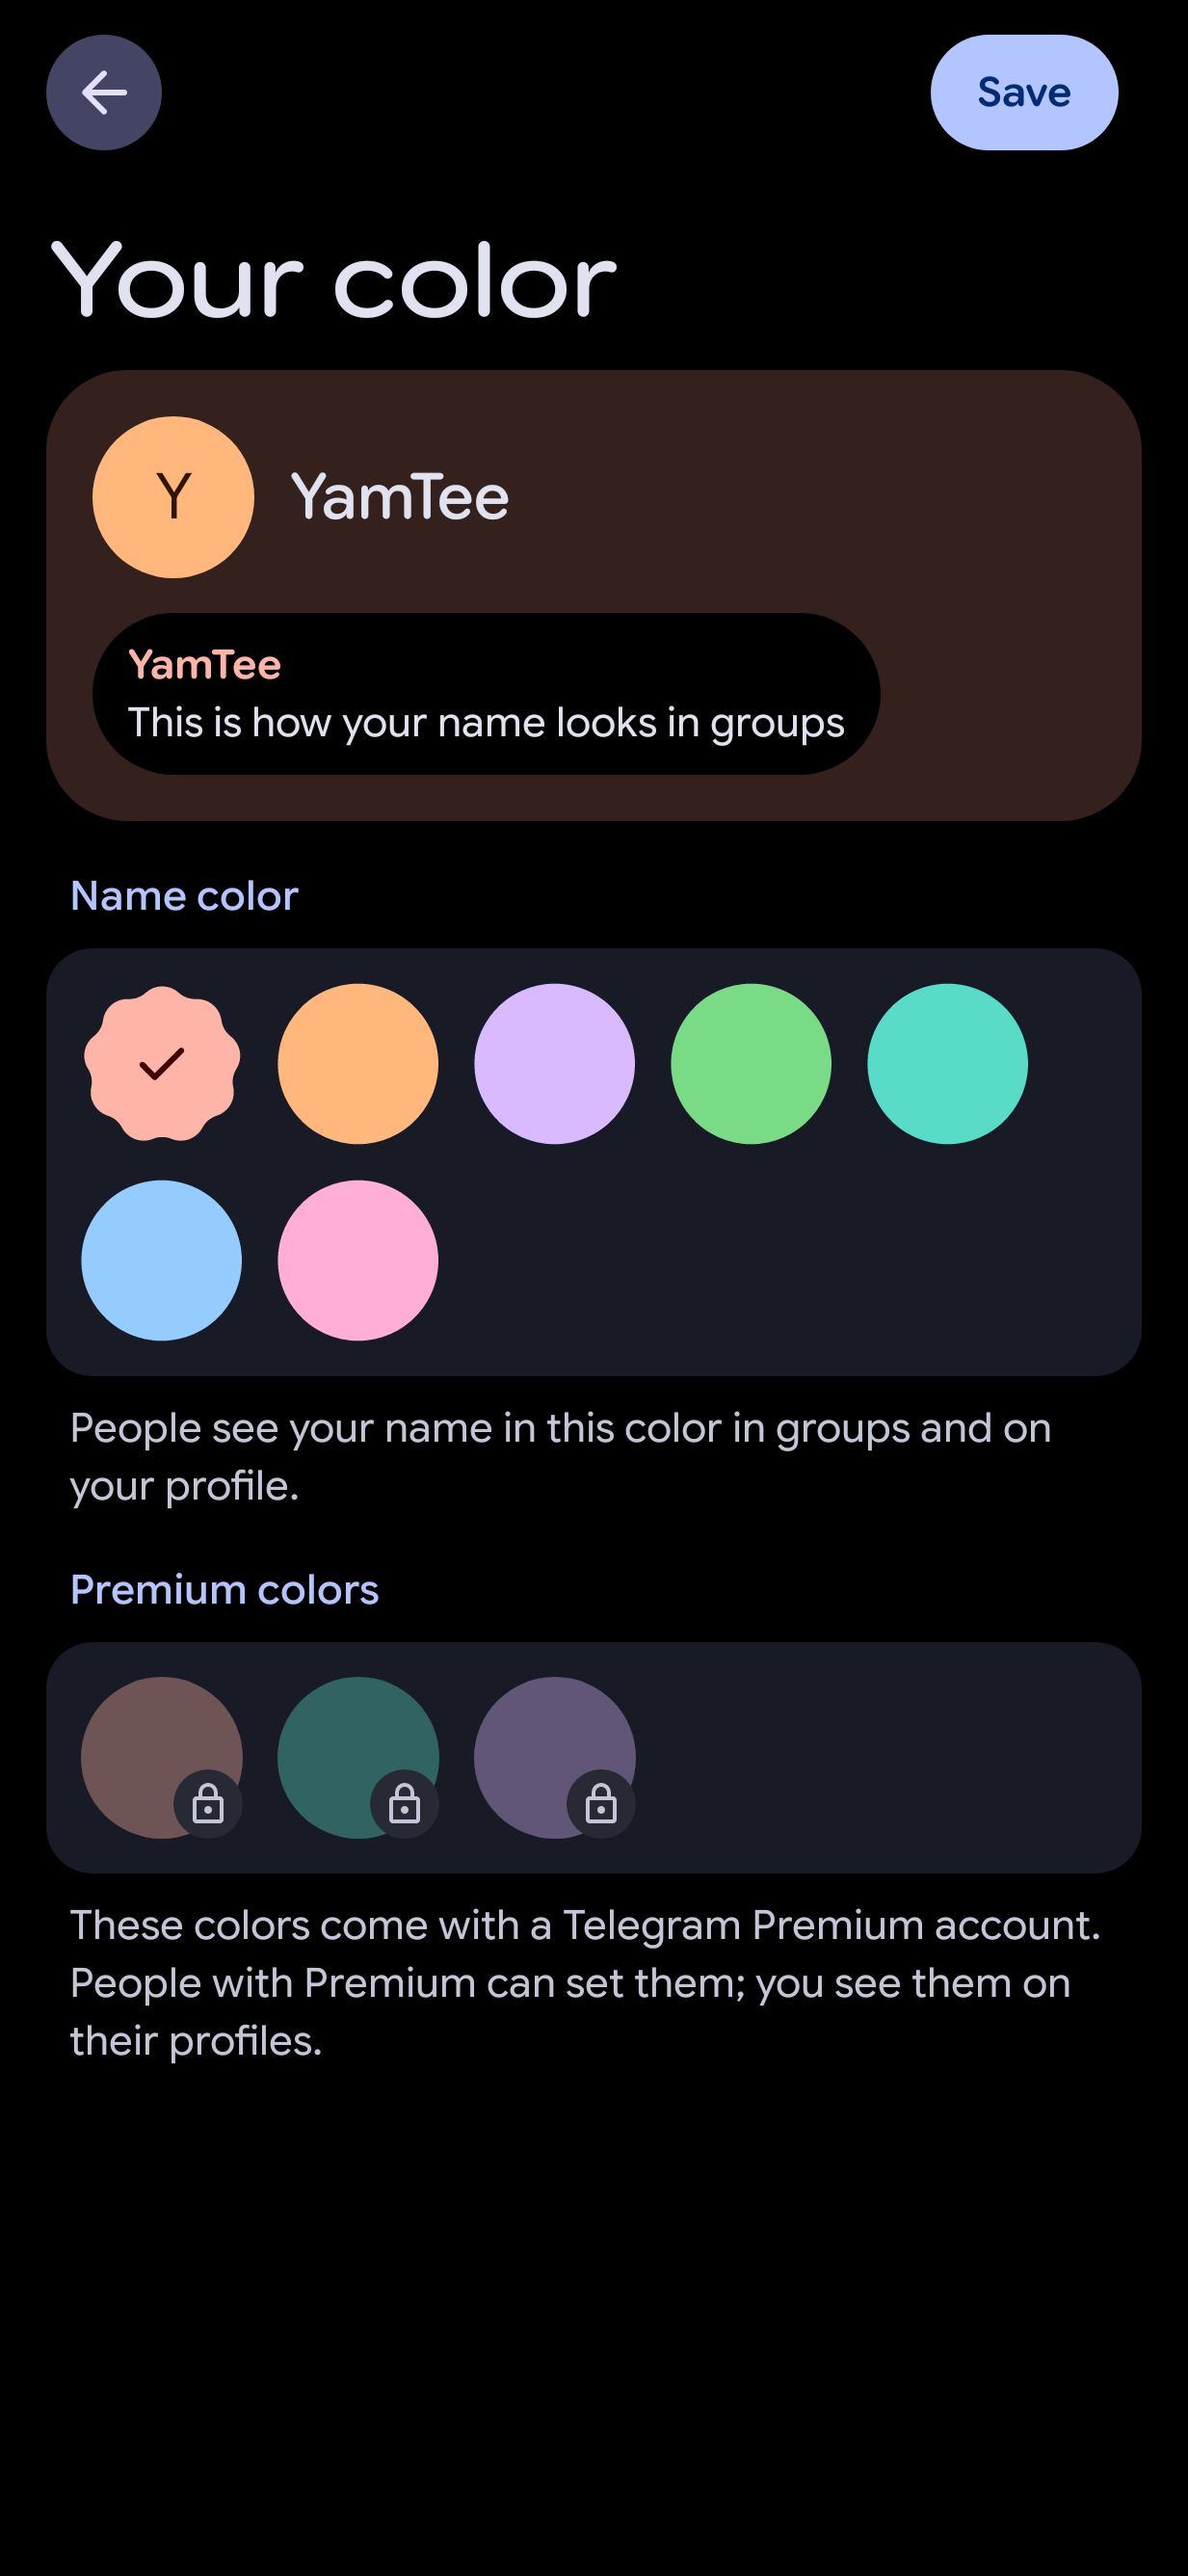 Save
Your color
Y
YamTee
YamTee
This is how your name looks in groups
Name color
People see your name in this color in groups and on
your profile.
Premium colors
These colors come with a Telegram Premium account.
People with Premium can set them; you see them on
their profiles.